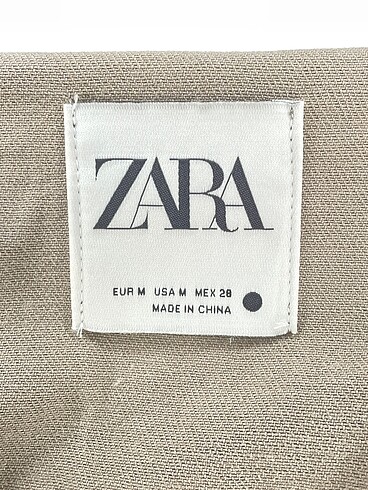 ZARA
EUR M USA M MEX 28
MADE IN CHINA